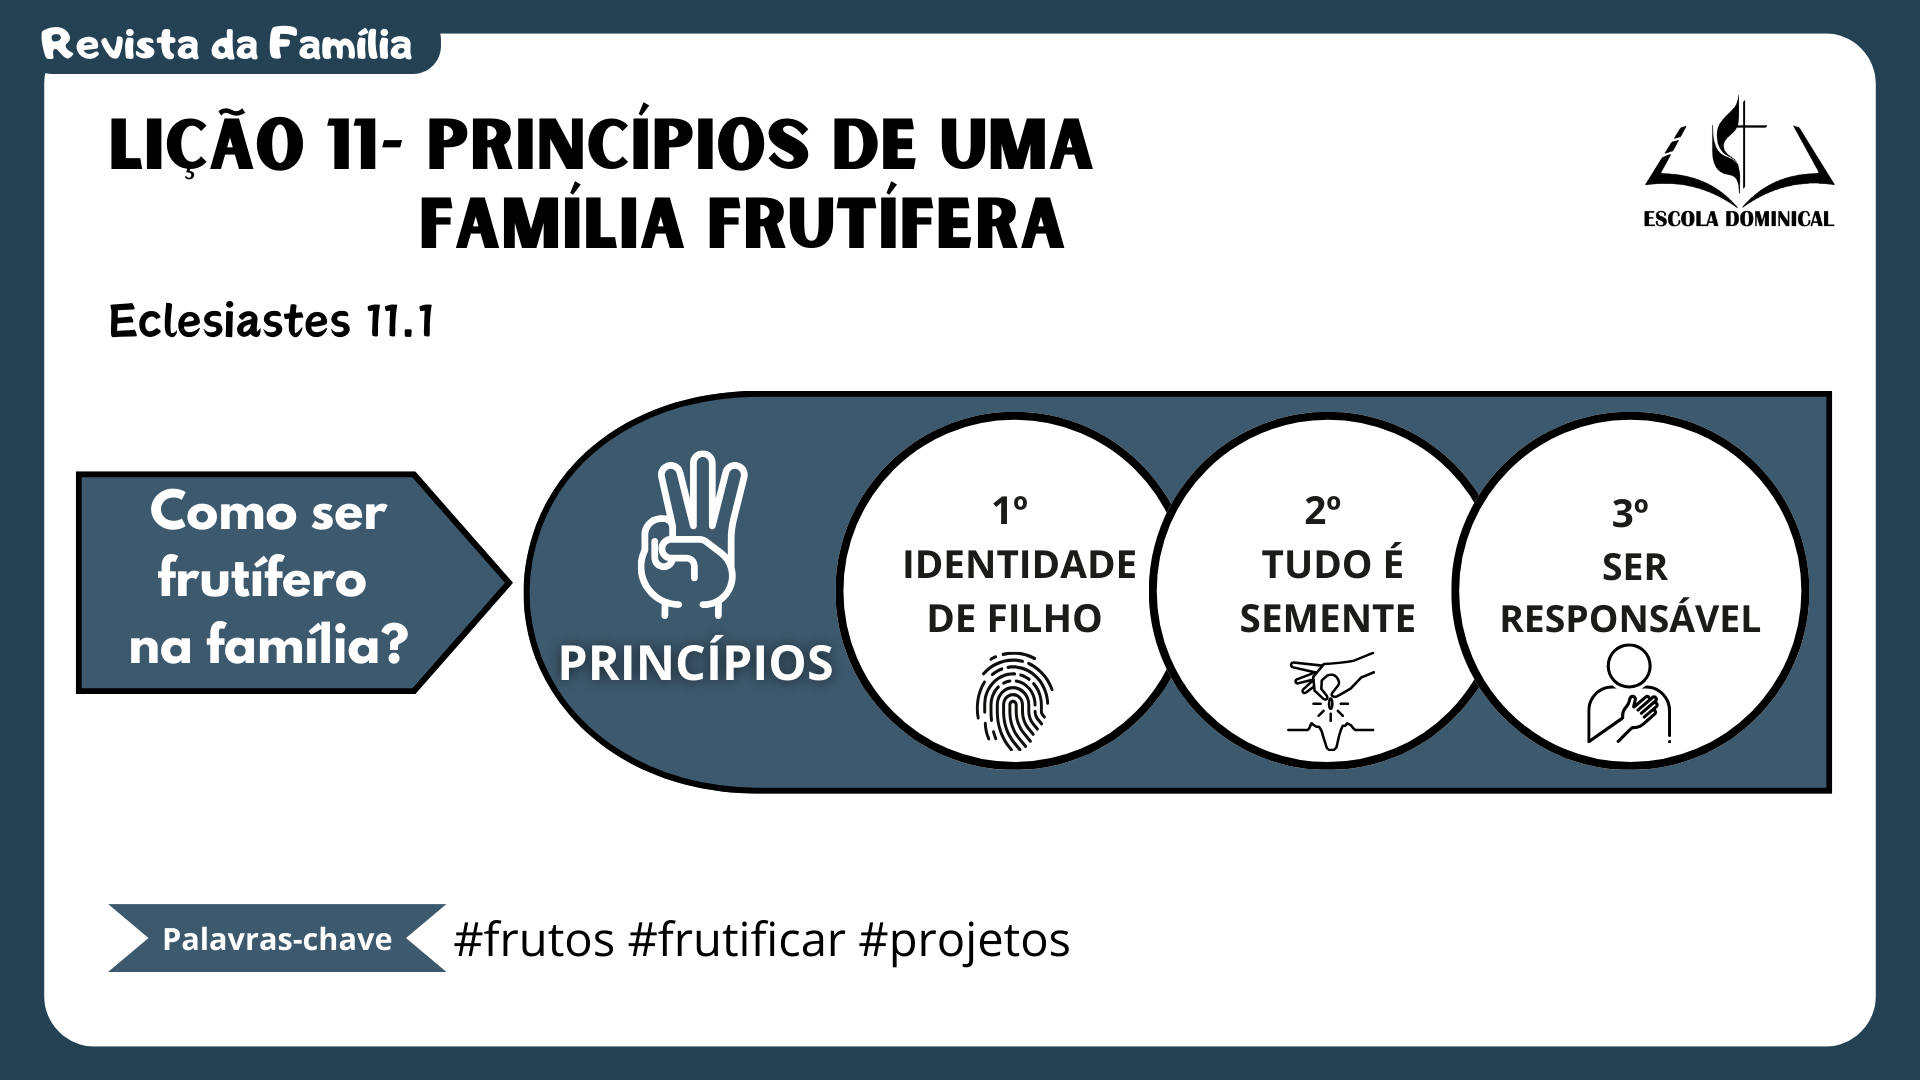 Revista da Família
LIÇÃO 11- PRINCÍPIOS DE UMA
FAMÍLIA FRUTÍFERA
ESCOLA DOMINICAL
Eclesiastes 11.1
Como ser
frutífero
na família?
PRINCÍPIOS
1º
IDENTIDADE
DE FILHO
2º
TUDO É
SEMENTE
3º
SER
RESPONSÁVEL
Palavras-chave
#frutos #frutificar #projetos